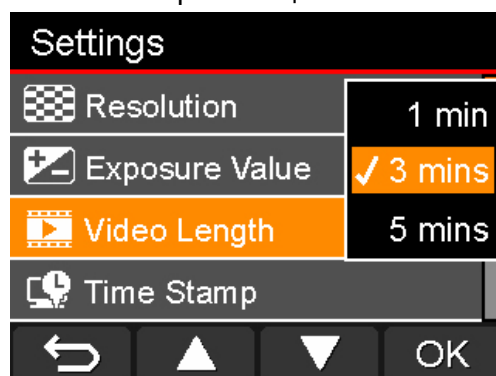 Settings
Resolution
1 min
Exposure Value
3 mins
Video Length
5 mins
Time Stamp
OK